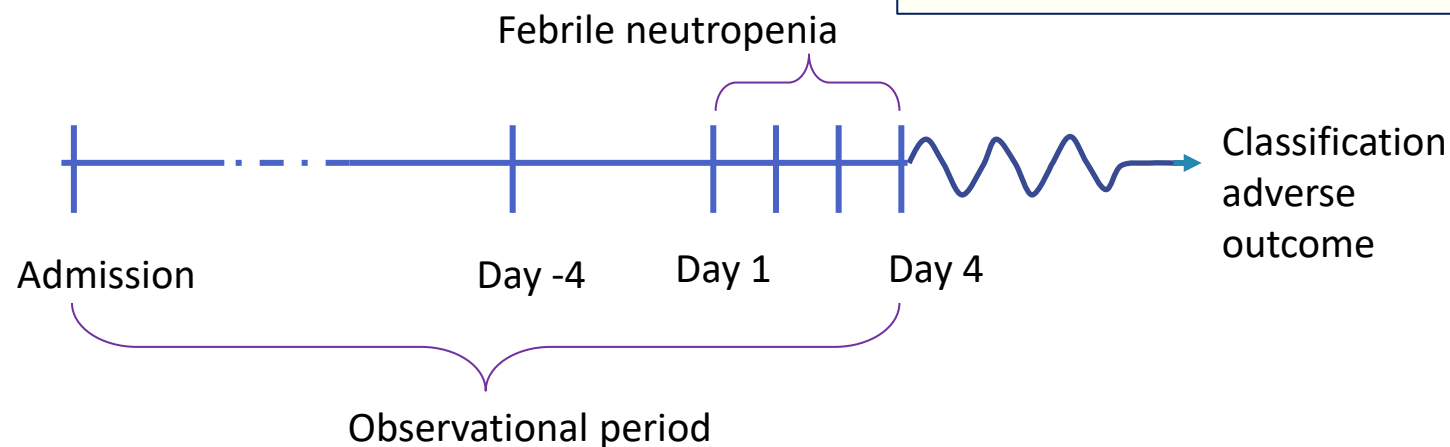 Febrile neutropenia
Classification
adverse
outcome
Admission
Day -4
Day 1
Day 4
Observational period